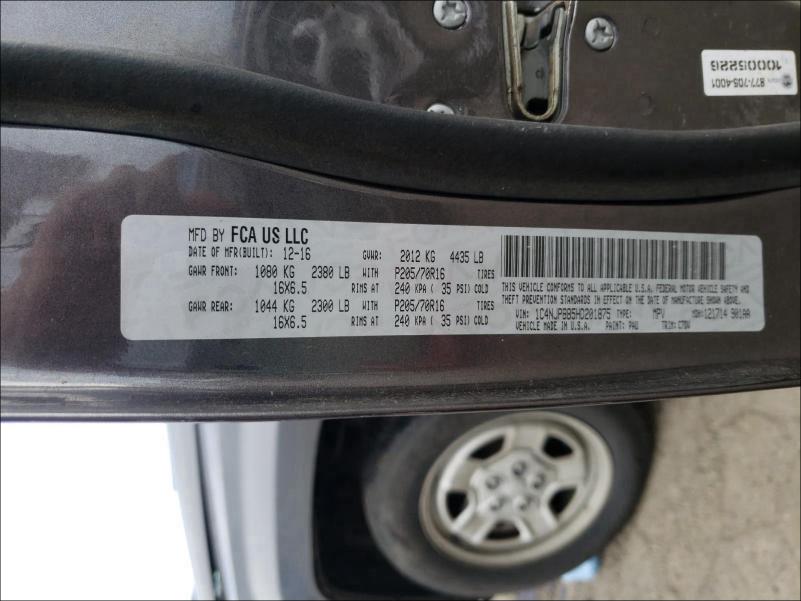 877-705-4001
10005226
MFD BY FCA US LLC
DATE OF MFR(BUILT): 12-16 GVWR: 2012 KG 4435 LB
GAWR FRONT: 1080 KG 2380 LB WITH P205/70R16 TIRES
16X6.5 RIMS AT 240 KPA ( 35 PSI) COLD
GAWR REAR: 1044 KG 2300 LB WITH P205/70R16 TIRES
16X6.5 RIMS AT 240 KPA ( 35 PSI) COLD
THIS VEHICLE CONFORMS TO ALL APPLICABLE U.S.A. FEDERAL MOTOR VEHICLE SAFETY AND
THEFT PREVENTION STANDARDS IN EFFECT ON THE DATE OF MANUFACTURE SHOWN ABOVE.
VIN: 1C4NJPBB5HD201875 TYPE: MPV MDH: 121714 901AA
VEHICLE MADE IN U.S.A. PAINT: PAU TRIM: C7DV